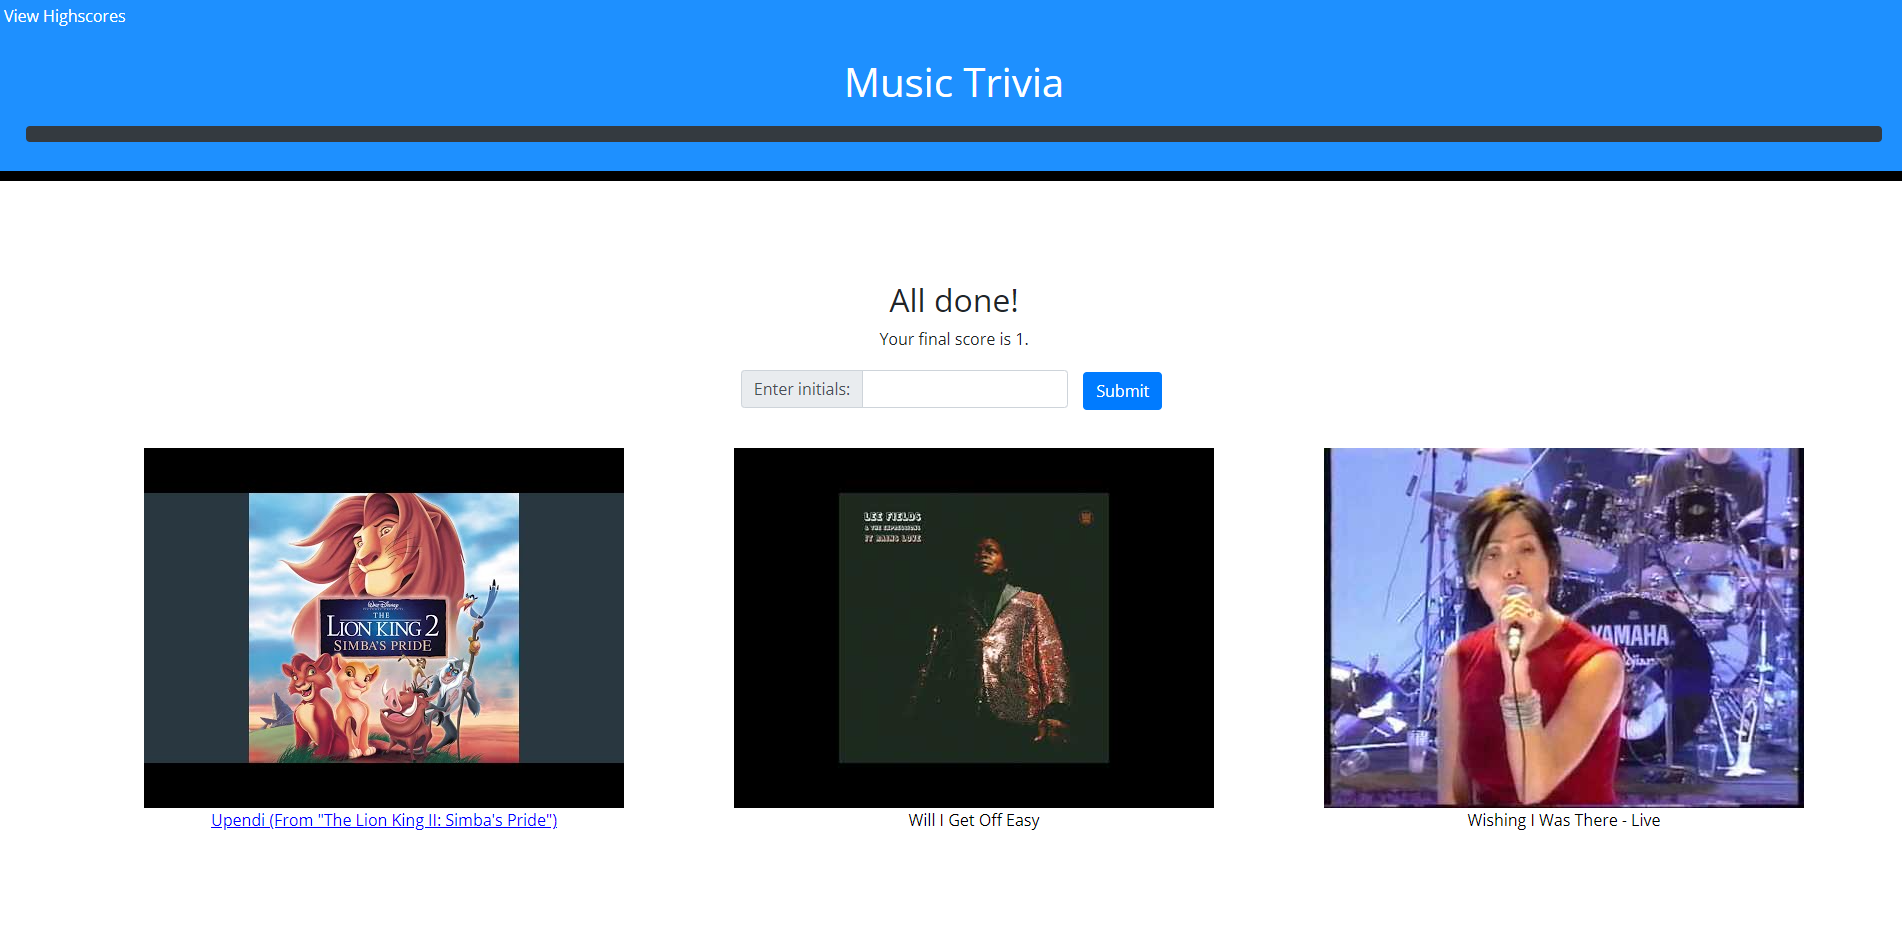 View Highscores
Music Trivia
All done!
Your final score is 1.
Enter initials:
Submit
Walt Disney
THE
LION KING 2
SIMBA'S PRIDE
LEE FIELDS
& THE EXPRESSIONS
IT RAINS LOVE
YAMAHA
Upendi (From "The Lion King II: Simba's Pride")
Will I Get Off Easy
Wishing I Was There - Live